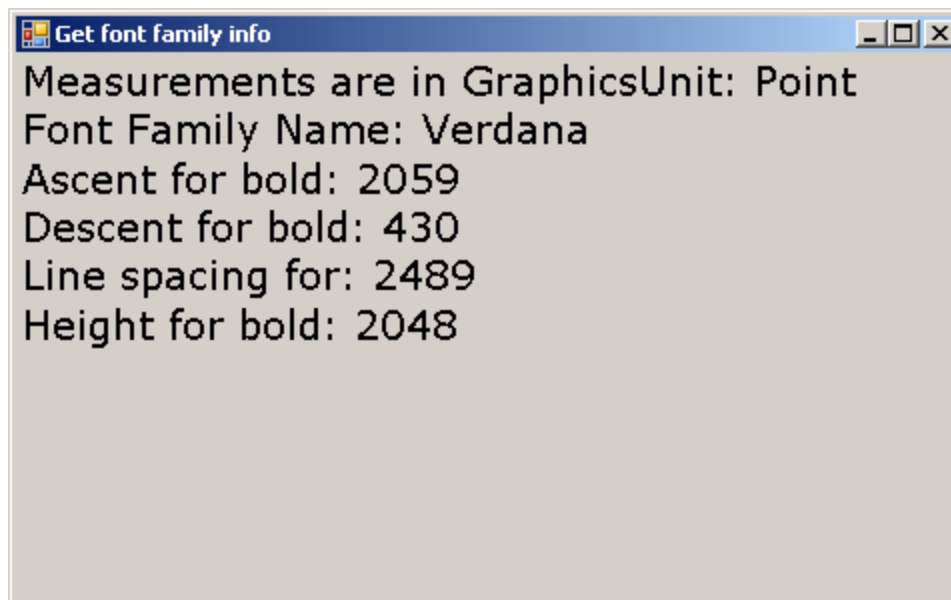 Get font family info
Measurements are in GraphicsUnit: Point
Font Family Name: Verdana
Ascent for bold: 2059
Descent for bold: 430
Line spacing for: 2489
Height for bold: 2048